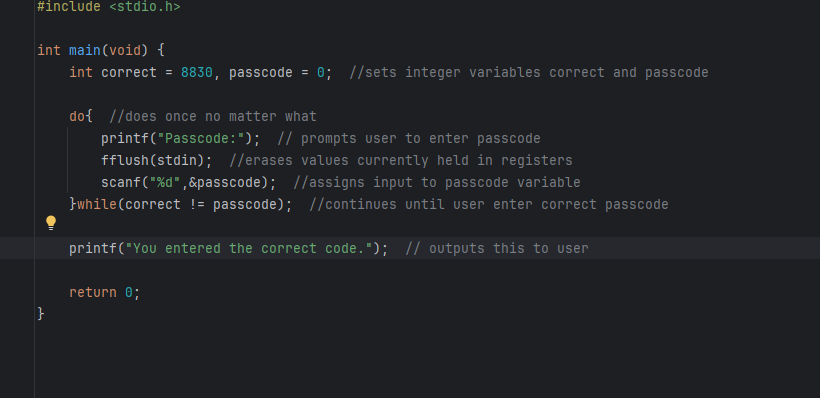 #include <stdio.h>
int main(void) {
int correct = 8830, passcode = 0;  //sets integer variables correct and passcode
do{  //does once no matter what
printf("Passcode:");  // prompts user to enter passcode
fflush(stdin);  //erases values currently held in registers
scanf("%d",&passcode);  //assigns input to passcode variable
}while(correct != passcode);  //continues until user enter correct passcode
printf("You entered the correct code.");  // outputs this to user
return 0;
}